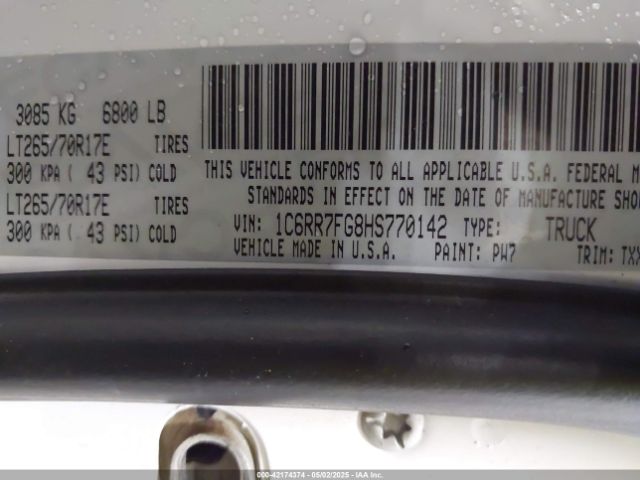 3085 KG 6800 LB
LT265/70R17E TIRES
300 KPA ( 43 PSI) COLD
LT265/70R17E TIRES
300 KPA ( 43 PSI) COLD
THIS VEHICLE CONFORMS TO ALL APPLICABLE U.S.A. FEDERAL M
STANDARDS IN EFFECT ON THE DATE OF MANUFACTURE SHO
VIN: 1C6RR7FG8HS770142 TYPE: TRUCK
VEHICLE MADE IN U.S.A. PAINT: PW7 TRIM: TXX
000-42174374 - 05/02/2025 - IAA Inc.